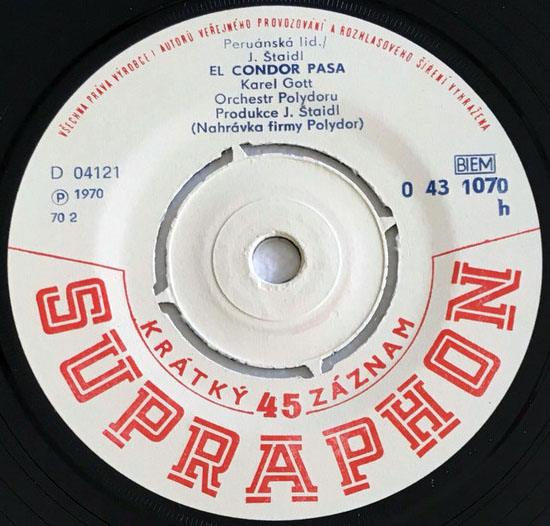 VŠECHNA PRÁVA VÝROBCE I AUTORŮ VEŘEJNÉHO PROVOZOVÁNÍ A ROZHLASOVÉHO ŠÍŘENÍ VYHRAŽENA
Peruánská lid./
J. Štaidl
EL CONDOR PASA
Karel Gott
Orchestr Polydoru
Produkce J. Štaidl
(Nahrávka firmy Polydor)
D 04121
Ⓟ 1970
70 2
BIEM
0 43 1070
h
KRÁTKÝ 45 ZÁZNAM
SUPRAPHON